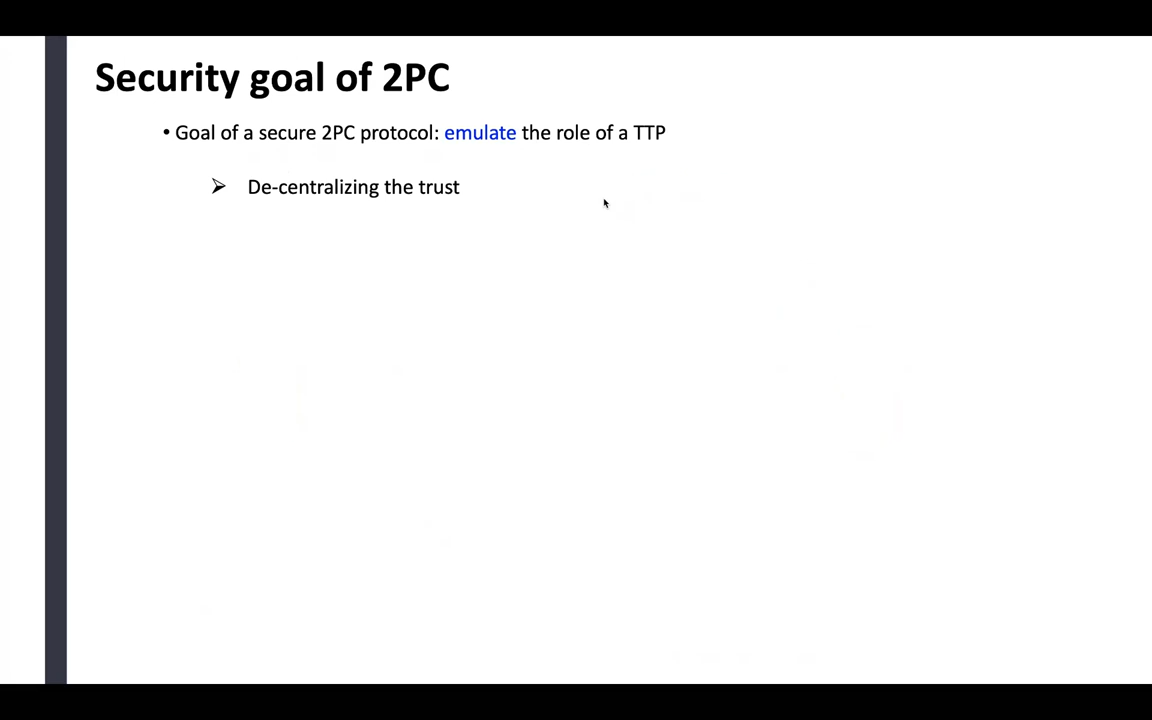 Security goal of 2PC
• Goal of a secure 2PC protocol: emulate the role of a TTP
➢ De-centralizing the trust